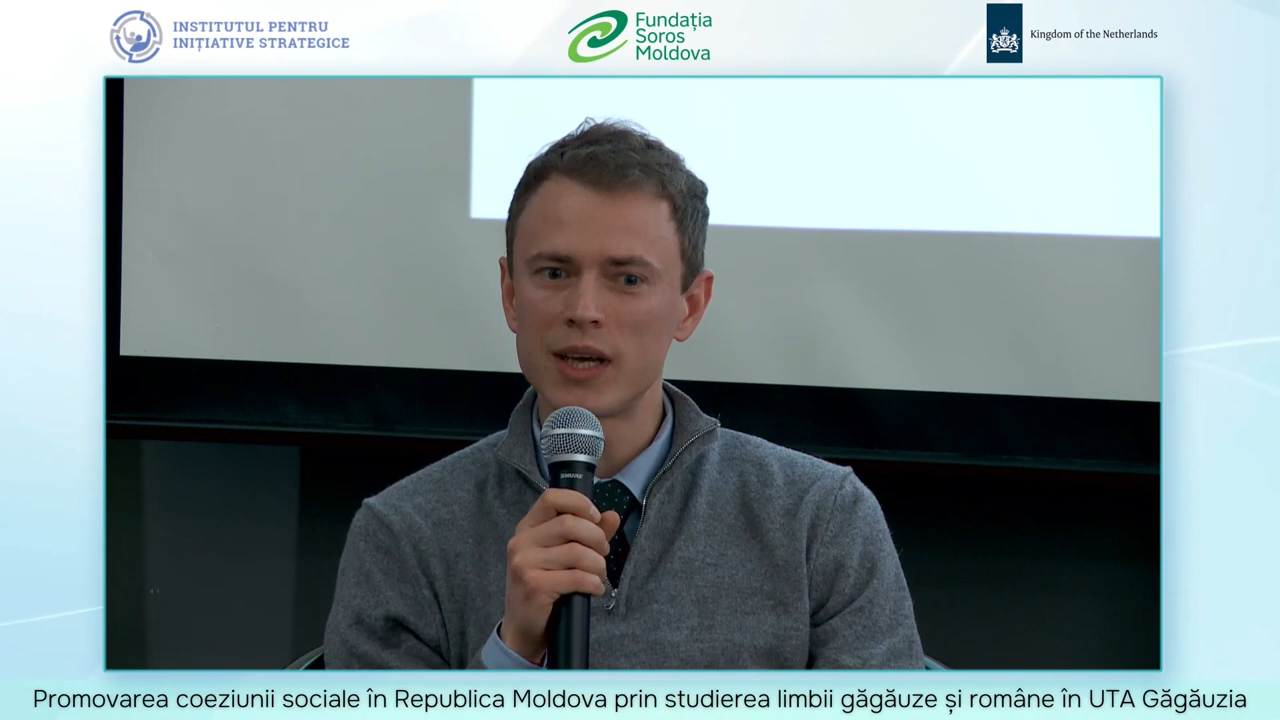 INSTITUTUL PENTRU
INIȚIATIVE STRATEGICE
Fundația
Soros
Moldova
Kingdom of the Netherlands
SHURE
Promovarea coeziunii sociale în Republica Moldova prin studierea limbii găgăuze și române în UTA Găgăuzia